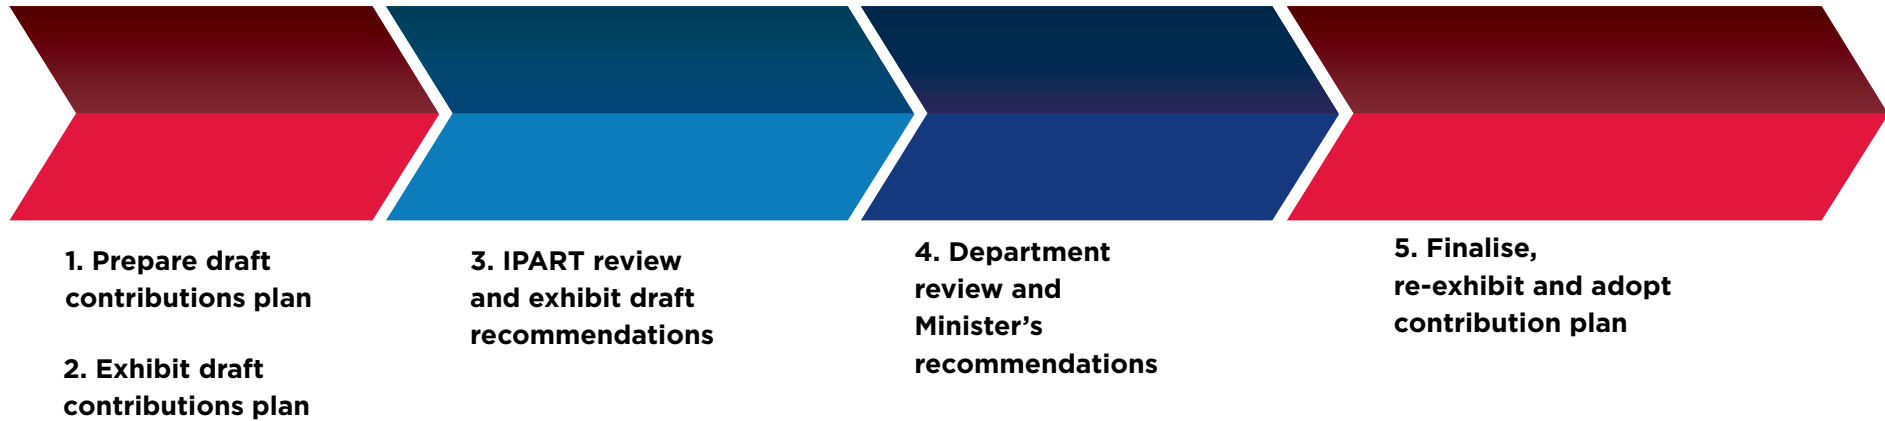 1. Prepare draft
contributions plan
2. Exhibit draft
contributions plan
3. IPART review
and exhibit draft
recommendations
4. Department
review and
Minister’s
recommendations
5. Finalise,
re-exhibit and adopt
contribution plan